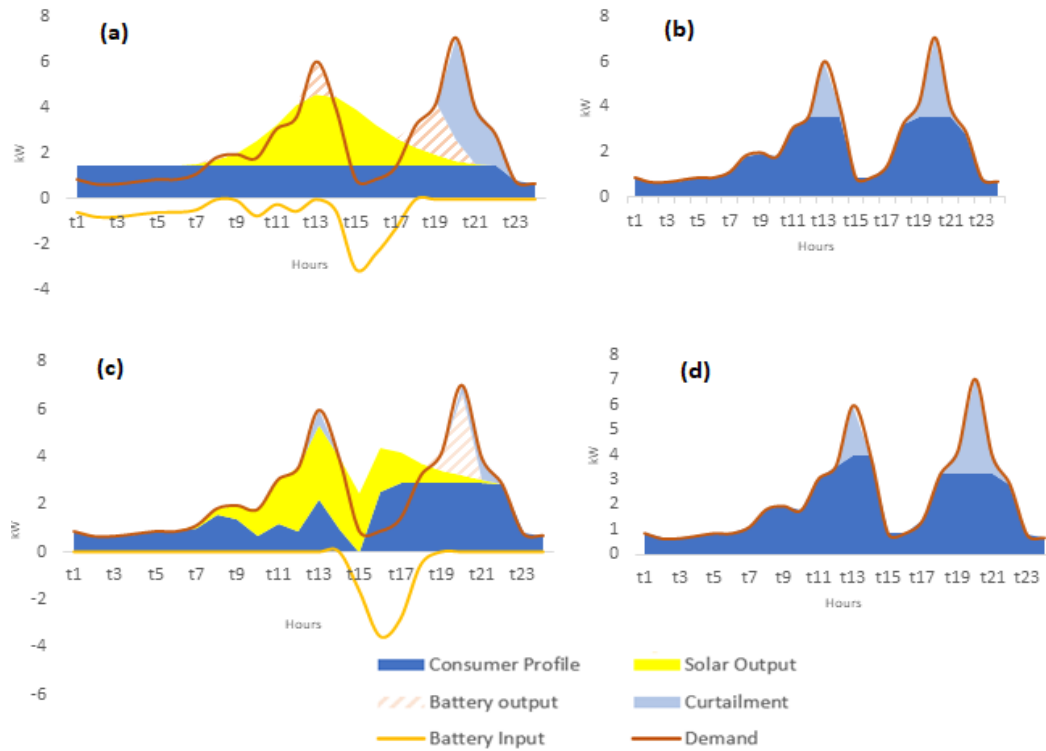 (a)
8
6
4
2
0
-2
-4
kW
t1 t3 t5 t7 t9 t11 t13 t15 t17 t19 t21 t23
Hours
(b)
8
6
4
2
0
kW
t1 t3 t5 t7 t9 t11 t13 t15 t17 t19 t21 t23
Hours
(c)
8
6
4
2
0
-2
-4
-6
kW
t1 t3 t5 t7 t9 t11 t13 t15 t17 t19 t21 t23
Hours
(d)
8
7
6
5
4
3
2
1
0
kW
t1 t3 t5 t7 t9 t11 t13 t15 t17 t19 t21 t23
Hours
Consumer Profile Solar Output
Battery output Curtailment
Battery Input Demand